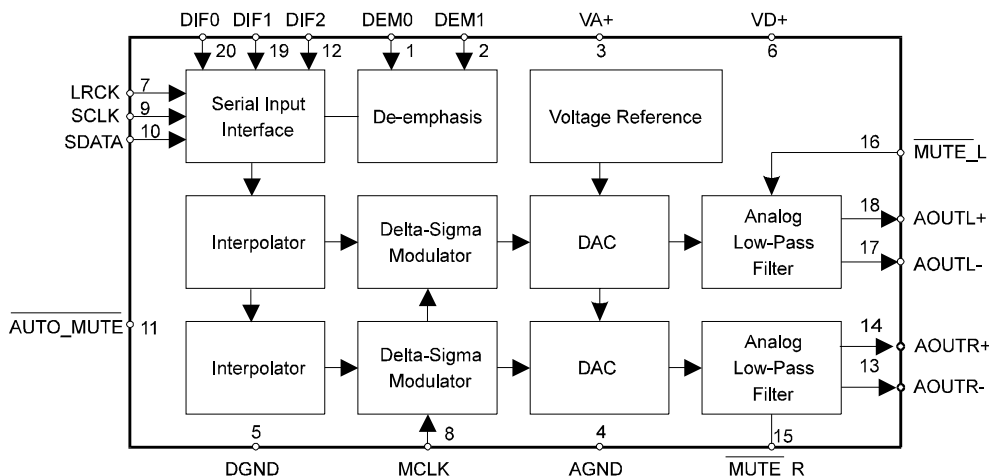 DIF0 DIF1 DIF2 DEM0 DEM1 VA+ VD+
20 19 12 1 2 3 6
LRCK 7
SCLK 9
SDATA 10
Serial Input
Interface
De-emphasis
Voltage Reference
16 MUTE_L
Interpolator
Delta-Sigma
Modulator
DAC
Analog
Low-Pass
Filter
18 AOUTL+
17 AOUTL-
AUTO_MUTE 11
Interpolator
Delta-Sigma
Modulator
DAC
Analog
Low-Pass
Filter
14 AOUTR+
13 AOUTR-
5 8 4 15
DGND MCLK AGND MUTE_R